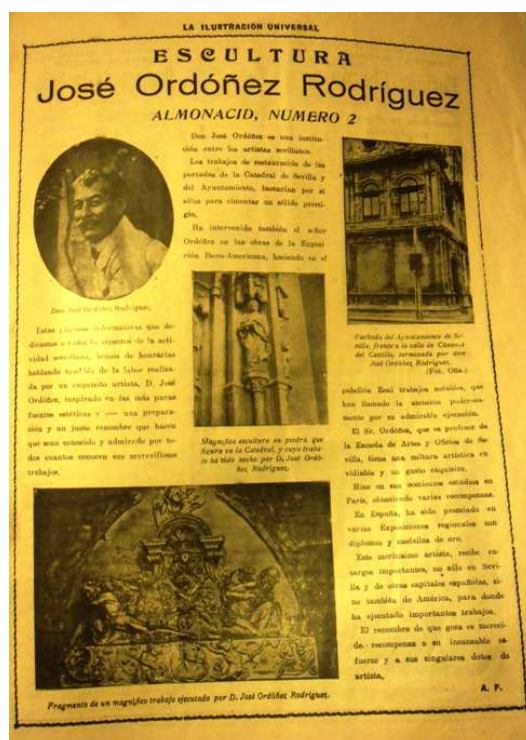 LA ILUSTRACIÓN UNIVERSAL
ESCULTURA
José Ordóñez Rodríguez
ALMONACID, NUMERO 2
Don José Ordóñez Rodríguez.
Estas páginas informativas que de-
dicamos a todos los aspectos de la acti-
vidad sevillana, hemos de honrarlas
hablando también de la labor realiza-
da por un exquisito artista, D. José
Ordóñez, inspirado en las más puras
fuentes estéticas y una prepara-
ción y un justo renombre que hacen
que sean conocido y admirado por to-
dos cuantos conocen sus maravillosos
trabajos.
Don José Ordóñez es una institu-
ción entre los artistas sevillanos.
Los trabajos de restauración de las
portadas de la Catedral de Sevilla y
del Ayuntamiento, bastarían por sí
sólos para cimentar un sólido presti-
gio.
Ha intervenido también el señor
Ordóñez en las obras de la Exposi
ción Ibero-Americana, haciendo en el
Magnífica escultura en piedra que
figura en la Catedral, y cuyo traba-
jo ha sido hecho por D. José Ordó-
ñez Rodríguez.
Fachada del Ayuntamiento de Se-
villa, frente a la calle de Cánovas
del Castillo, terminada por don
José Ordóñez Rodríguez.
(Fot. Oña.)
pabellón Real trabajos notables, que
han llamado la atención poderosa-
mente por su admirable ejecución.
El Sr. Ordóñez, que es profesor de
la Escuela de Artes y Oficios de Se-
villa, tiene una cultura artística en-
vidiable y un gusto exquisito.
Hizo en sus comienzos estudios en
París, obteniendo varias recompensas.
En España, ha sido premiado en
varias Exposiciones regionales con
diplomas y medallas de oro.
Este meritísimo artista, recibe en-
cargos importantes, no sólo en Sevi-
lla y de otras capitales españolas, si-
no también de América, para donde
ha ejecutado importantes trabajos.
El renombre de que goza es mereci-
de recompensa a su incansable es-
fuerzo y a sus singulares dotes de
artista,
A. F.
Fragmento de un magnífico trabajo ejecutado por D. José Ordóñez Rodríguez.